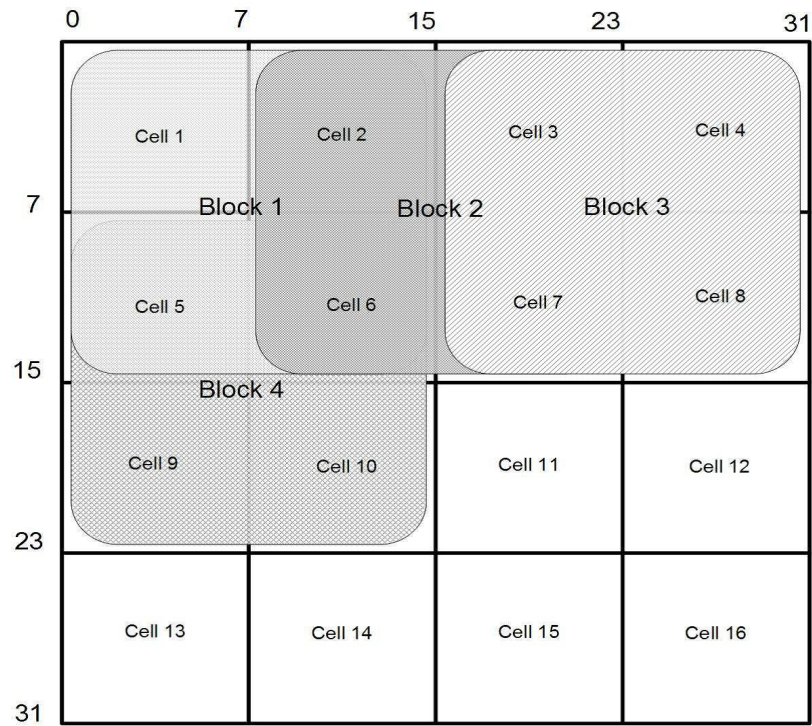 0 7 15 23 31
Cell 1 Cell 2 Cell 3 Cell 4
7 Block 1 Block 2 Block 3
Cell 5 Cell 6 Cell 7 Cell 8
15 Block 4
Cell 9 Cell 10 Cell 11 Cell 12
23
Cell 13 Cell 14 Cell 15 Cell 16
31